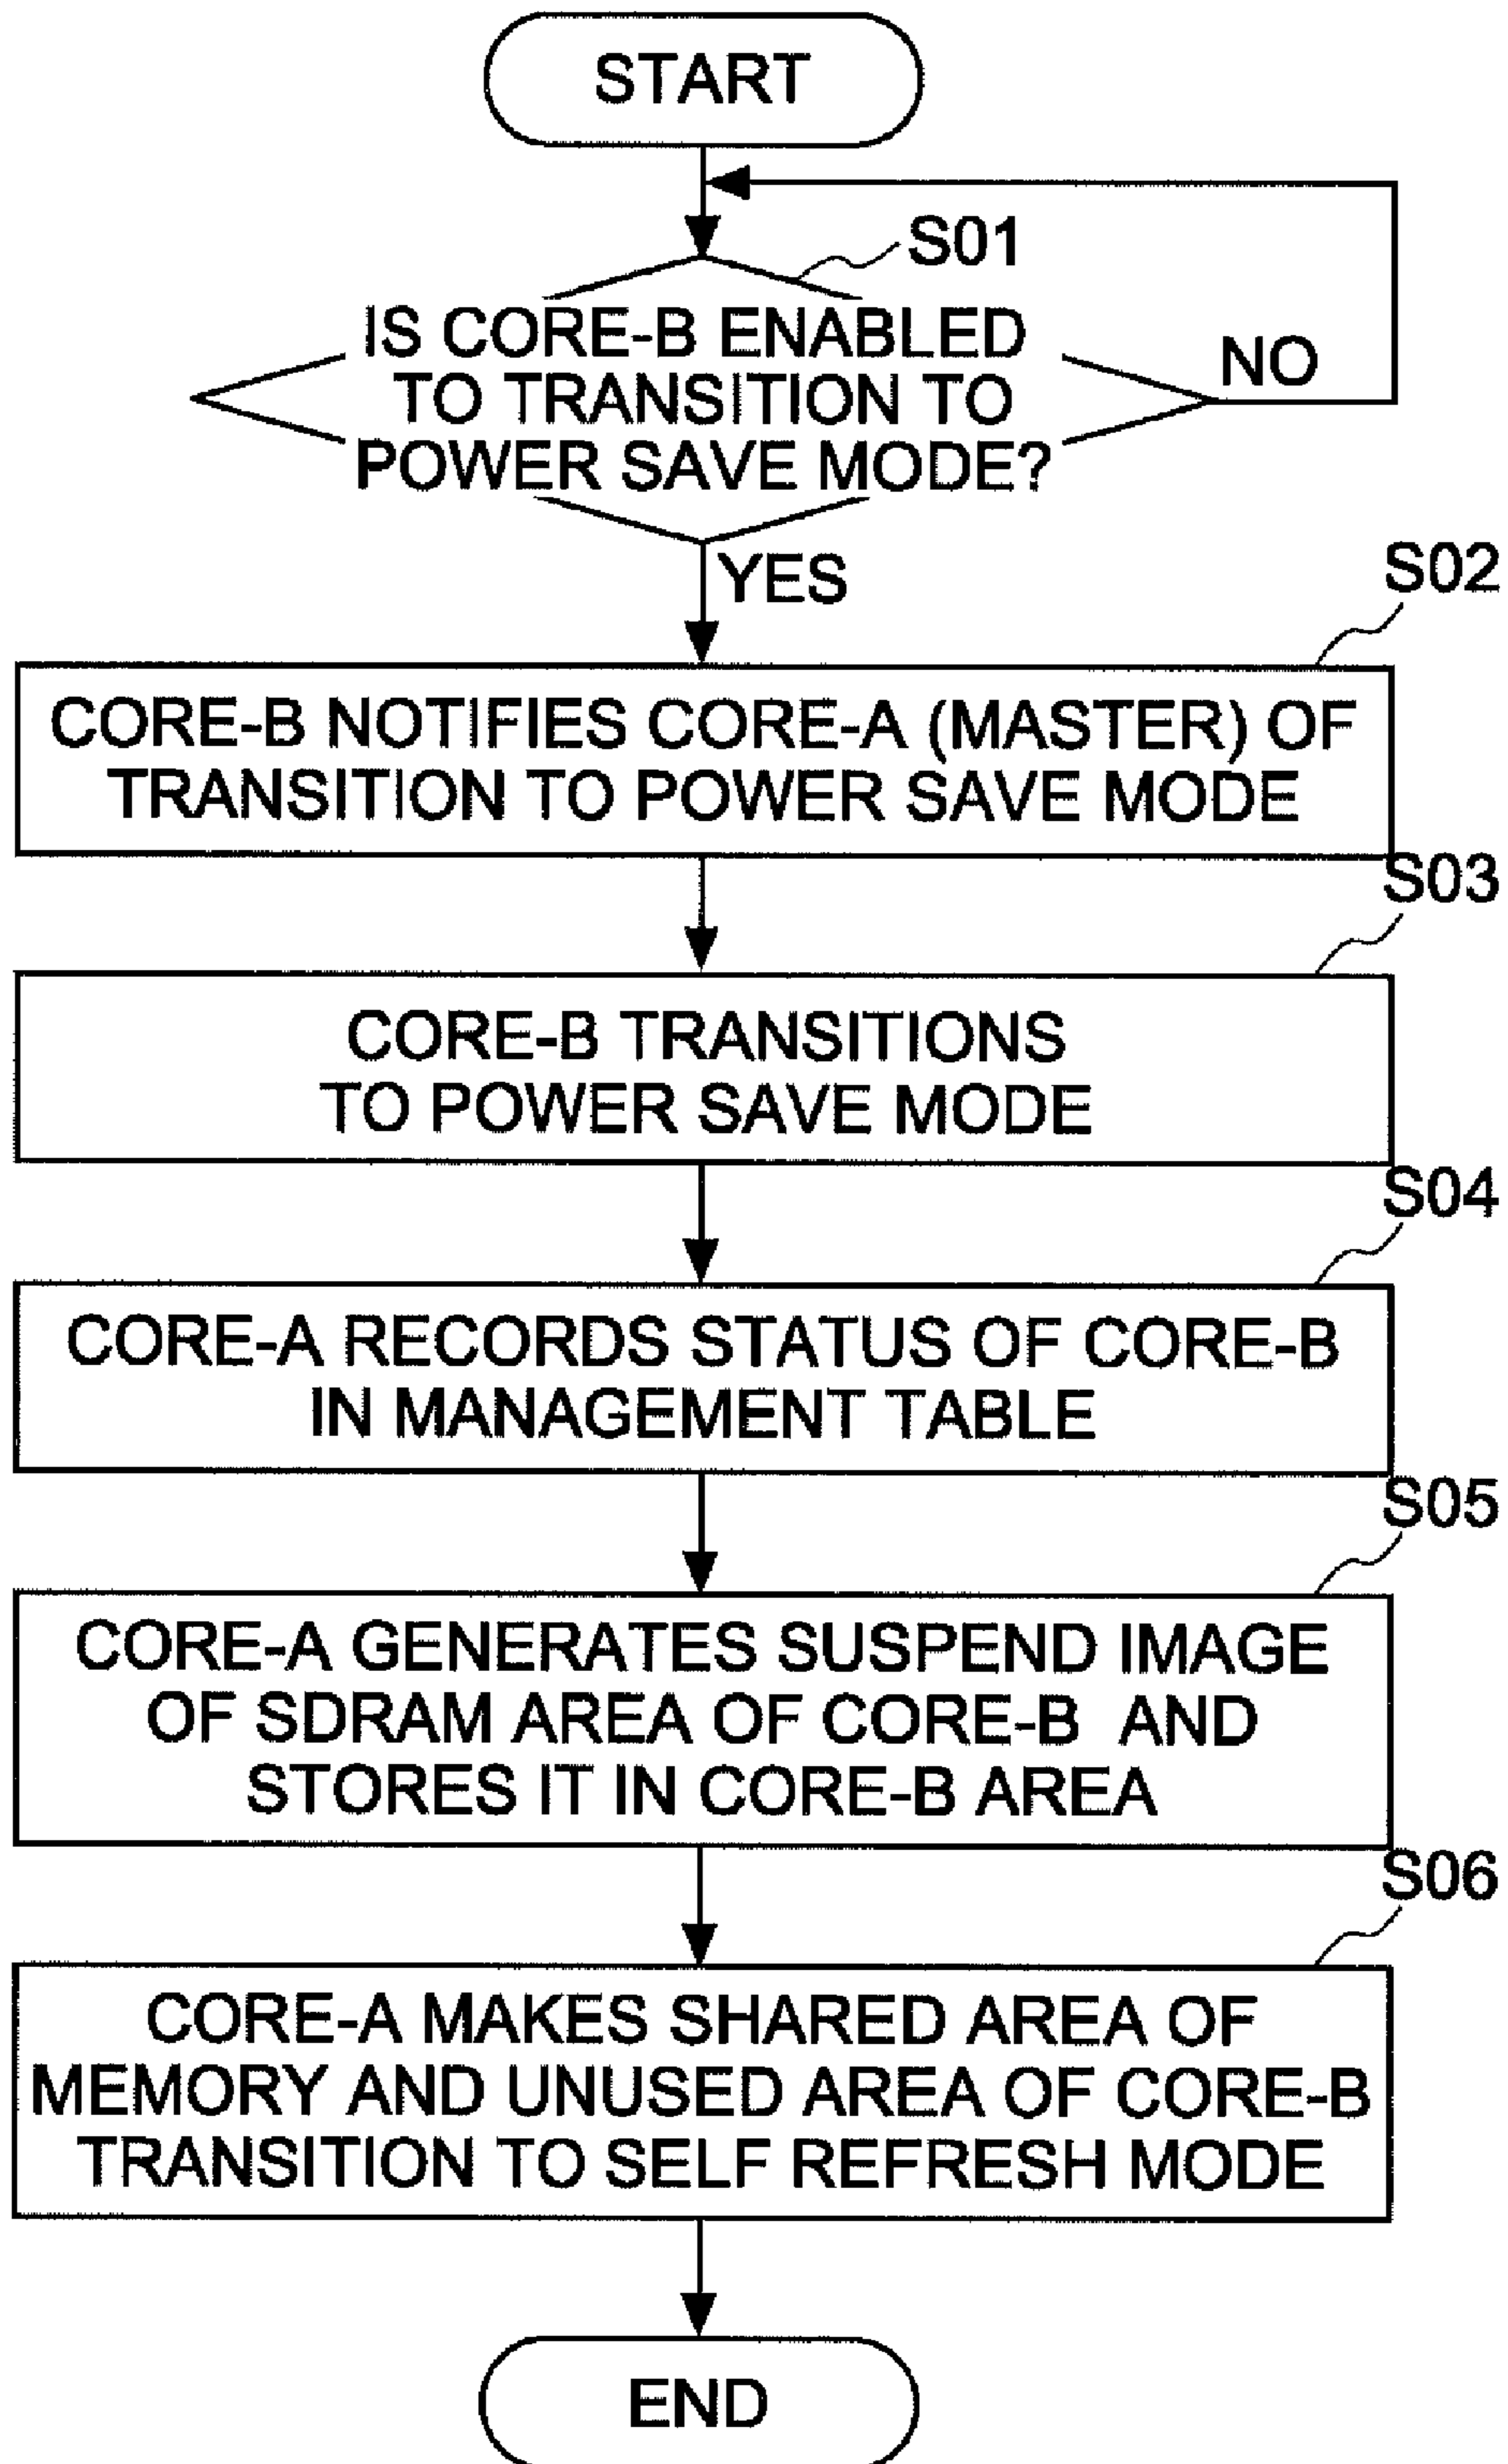 START
S01
IS CORE-B ENABLED
TO TRANSITION TO
POWER SAVE MODE?
NO
YES
S02
CORE-B NOTIFIES CORE-A (MASTER) OF
TRANSITION TO POWER SAVE MODE
S03
CORE-B TRANSITIONS
TO POWER SAVE MODE
S04
CORE-A RECORDS STATUS OF CORE-B
IN MANAGEMENT TABLE
S05
CORE-A GENERATES SUSPEND IMAGE
OF SDRAM AREA OF CORE-B AND
STORES IT IN CORE-B AREA
S06
CORE-A MAKES SHARED AREA OF
MEMORY AND UNUSED AREA OF CORE-B
TRANSITION TO SELF REFRESH MODE
END